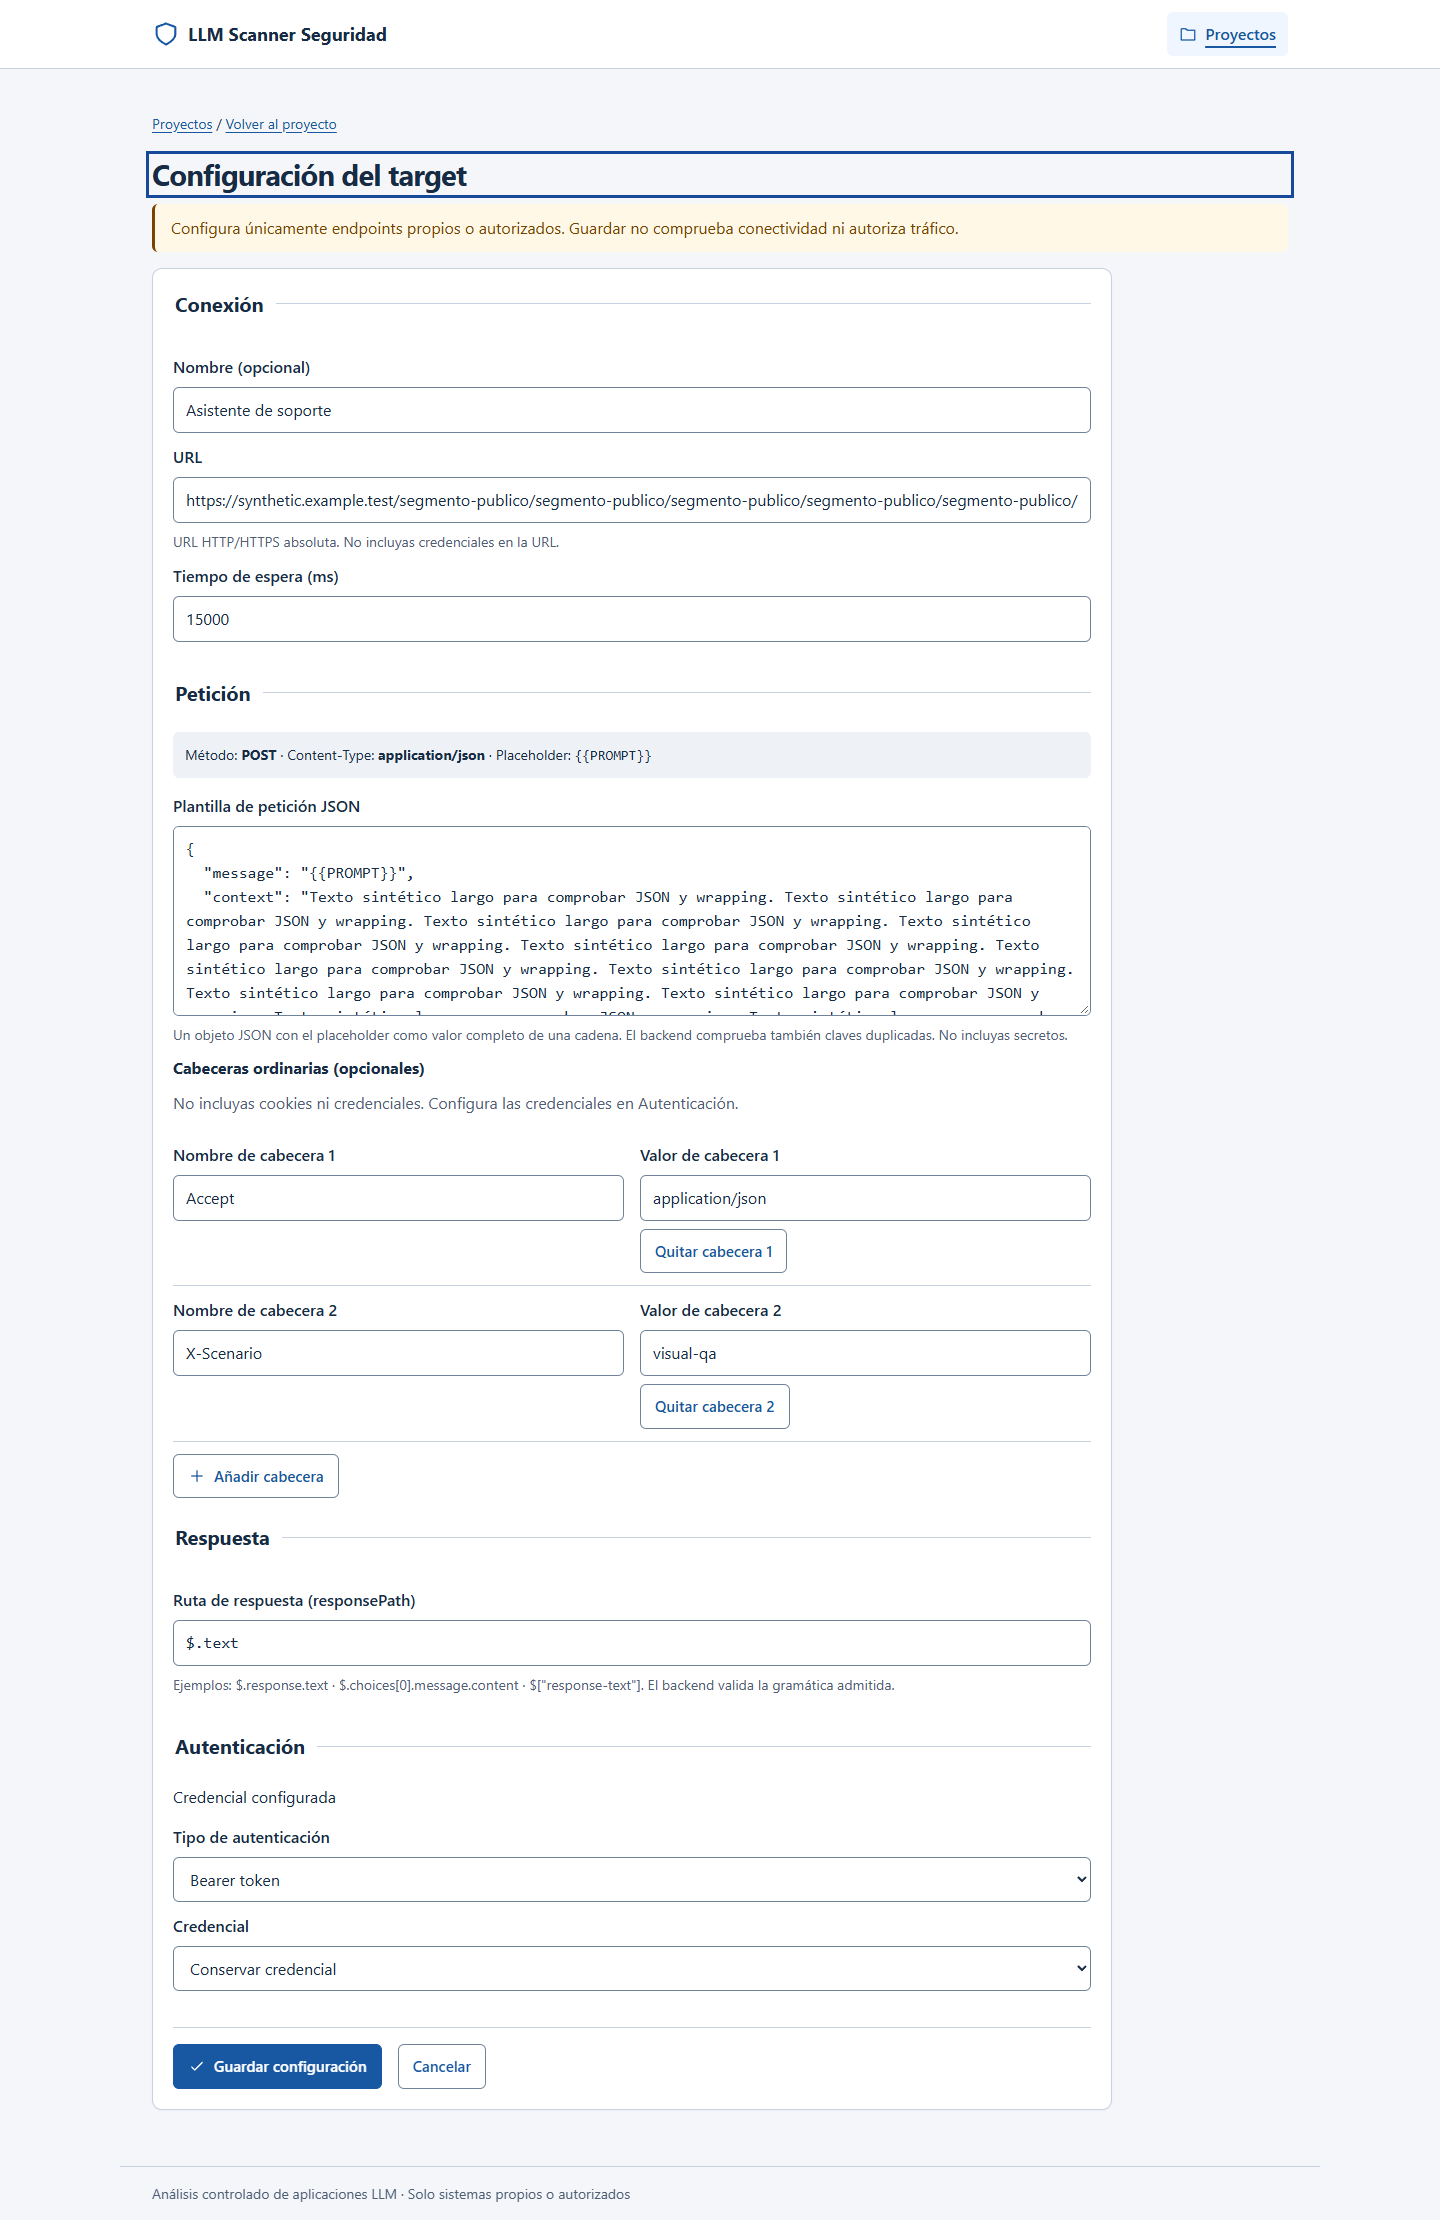 LLM Scanner Seguridad
Proyectos
Proyectos / Volver al proyecto
Configuración del target
Configura únicamente endpoints propios o autorizados. Guardar no comprueba conectividad ni autoriza tráfico.
Conexión
Nombre (opcional)
Asistente de soporte
URL
https://synthetic.example.test/segmento-publico/segmento-publico/segmento-publico/segmento-publico/segmento-publico/
URL HTTP/HTTPS absoluta. No incluyas credenciales en la URL.
Tiempo de espera (ms)
15000
Petición
Método: POST · Content-Type: application/json · Placeholder: {{PROMPT}}
Plantilla de petición JSON
{
"message": "{{PROMPT}}",
"context": "Texto sintético largo para comprobar JSON y wrapping. Texto sintético largo para
comprobar JSON y wrapping. Texto sintético largo para comprobar JSON y wrapping. Texto sintético
largo para comprobar JSON y wrapping. Texto sintético largo para comprobar JSON y wrapping. Texto
sintético largo para comprobar JSON y wrapping. Texto sintético largo para comprobar JSON y wrapping.
Texto sintético largo para comprobar JSON y wrapping. Texto sintético largo para comprobar JSON y
Un objeto JSON con el placeholder como valor completo de una cadena. El backend comprueba también claves duplicadas. No incluyas secretos.
Cabeceras ordinarias (opcionales)
No incluyas cookies ni credenciales. Configura las credenciales en Autenticación.
Nombre de cabecera 1
Valor de cabecera 1
Accept
application/json
Quitar cabecera 1
Nombre de cabecera 2
Valor de cabecera 2
X-Scenario
visual-qa
Quitar cabecera 2
Añadir cabecera
Respuesta
Ruta de respuesta (responsePath)
$.text
Ejemplos: $.response.text · $.choices[0].message.content · $["response-text"]. El backend valida la gramática admitida.
Autenticación
Credencial configurada
Tipo de autenticación
Bearer token
Credencial
Conservar credencial
Guardar configuración
Cancelar
Análisis controlado de aplicaciones LLM · Solo sistemas propios o autorizados